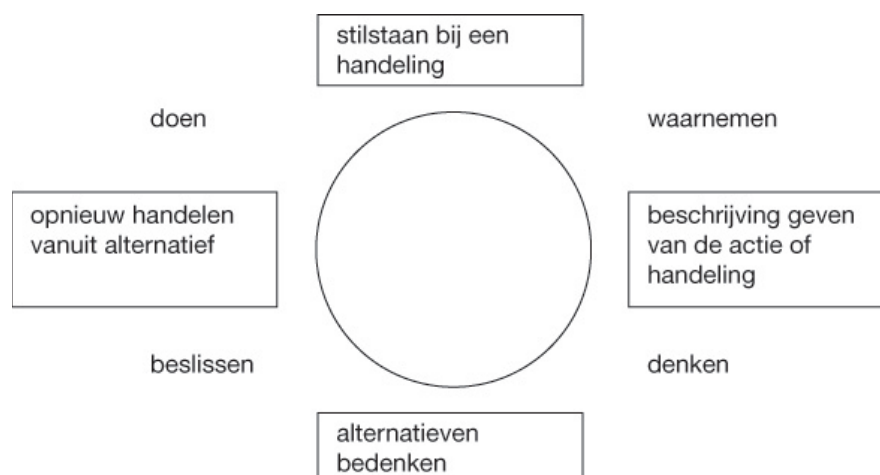 stilstaan bij een
handeling
doen
waarnemen
opnieuw handelen
vanuit alternatief
beschrijving geven
van de actie of
handeling
beslissen
denken
alternatieven
bedenken